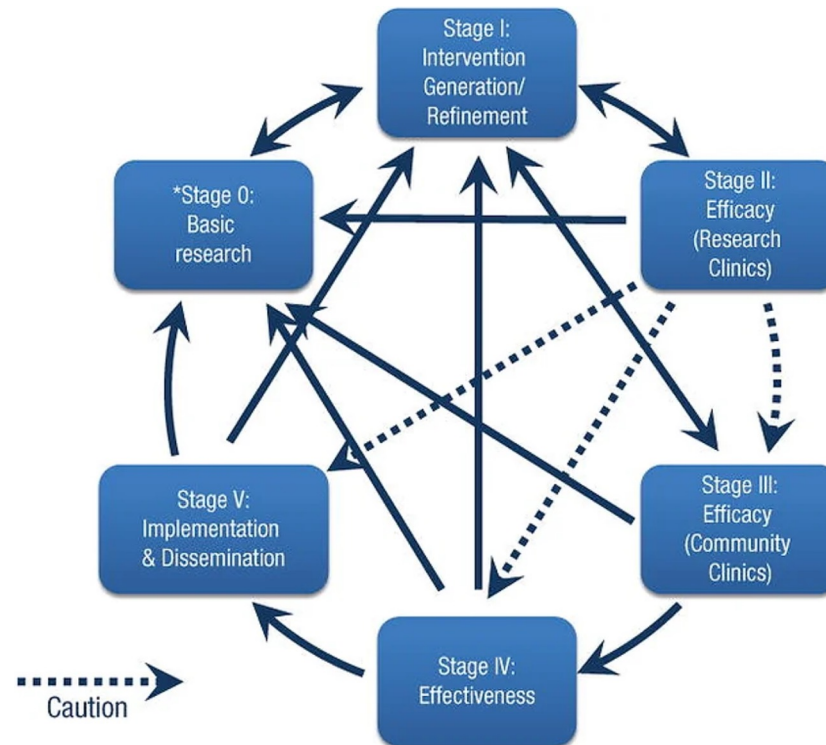 Stage I:
Intervention
Generation/
Refinement
*Stage 0:
Basic
research
Stage II:
Efficacy
(Research
Clinics)
Stage V:
Implementation
& Dissemination
Stage III:
Efficacy
(Community
Clinics)
Stage IV:
Effectiveness
Caution